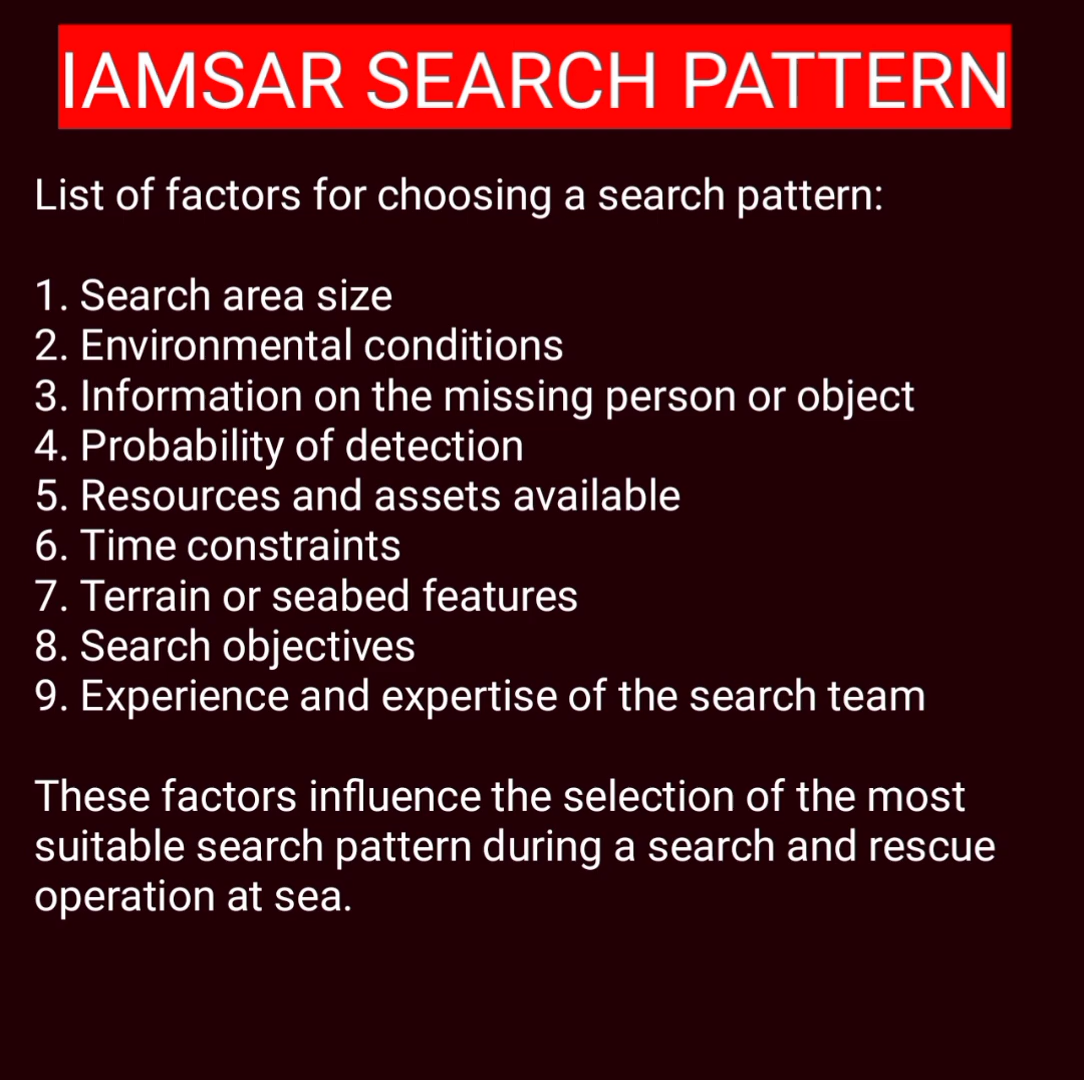 IAMSAR SEARCH PATTERN
List of factors for choosing a search pattern:
1. Search area size
2. Environmental conditions
3. Information on the missing person or object
4. Probability of detection
5. Resources and assets available
6. Time constraints
7. Terrain or seabed features
8. Search objectives
9. Experience and expertise of the search team
These factors influence the selection of the most
suitable search pattern during a search and rescue
operation at sea.